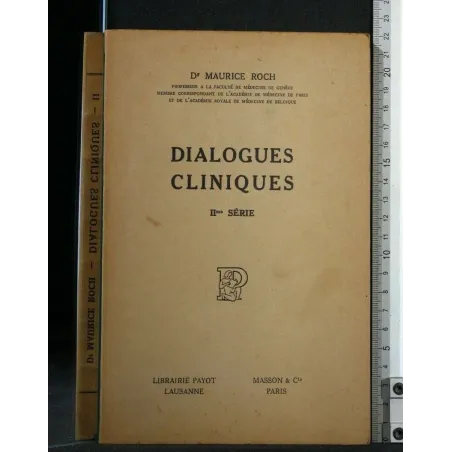 Dr MAURICE ROCH
PROFESSEUR A LA FACULTÉ DE MÉDECINE DE GENÈVE
MEMBRE CORRESPONDANT DE L'ACADÉMIE DE MÉDECINE DE PARIS
ET DE L'ACADÉMIE ROYALE DE MÉDECINE DE BELGIQUE
DIALOGUES
CLINIQUES
IIme SÉRIE
P
LIBRAIRIE PAYOT
LAUSANNE
MASSON & Cie
PARIS
Dr MAURICE ROCH — DIALOGUES CLINIQUES — II